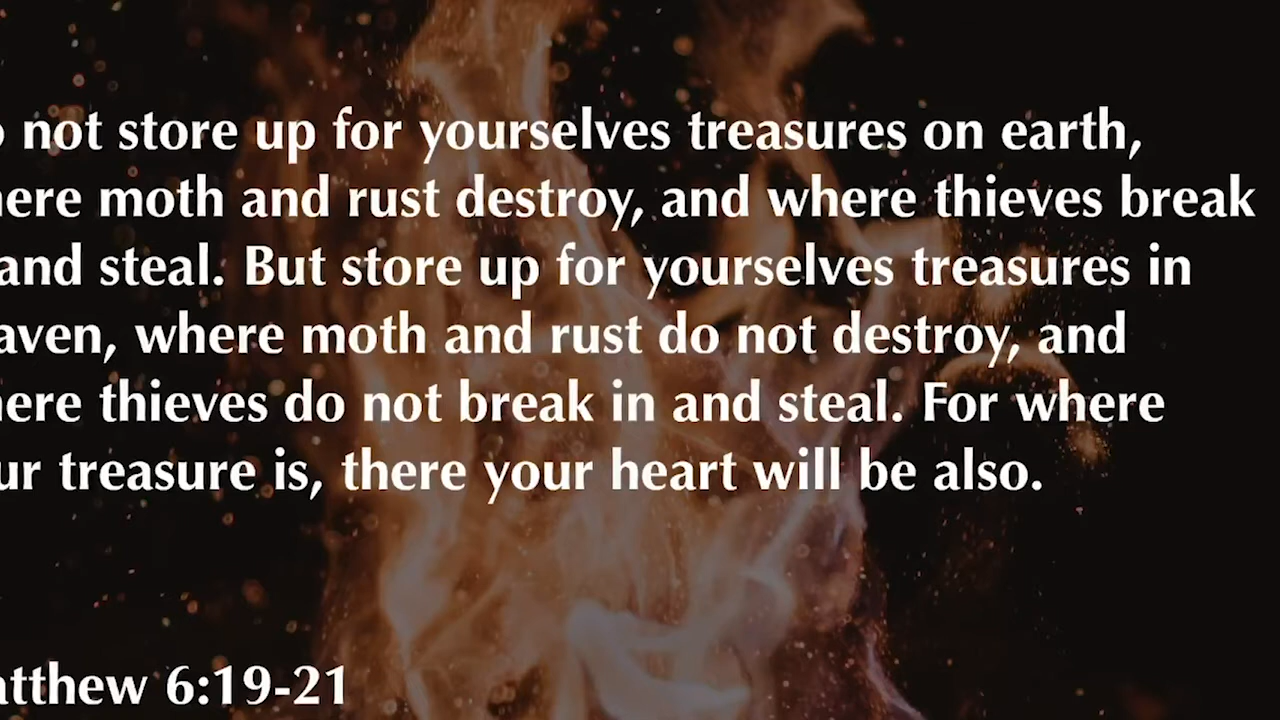 o not store up for yourselves treasures on earth,
here moth and rust destroy, and where thieves break
and steal. But store up for yourselves treasures in
aven, where moth and rust do not destroy, and
here thieves do not break in and steal. For where
ur treasure is, there your heart will be also.
atthew 6:19-21